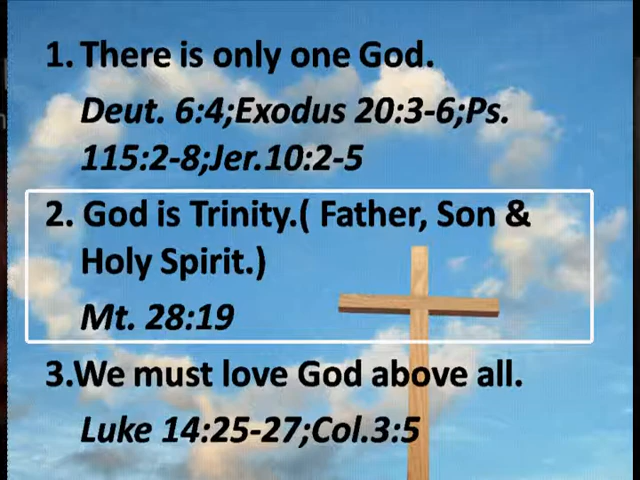 1. There is only one God.
Deut. 6:4;Exodus 20:3-6;Ps.
115:2-8;Jer.10:2-5
2. God is Trinity.( Father, Son &
Holy Spirit.)
Mt. 28:19
3.We must love God above all.
Luke 14:25-27;Col.3:5